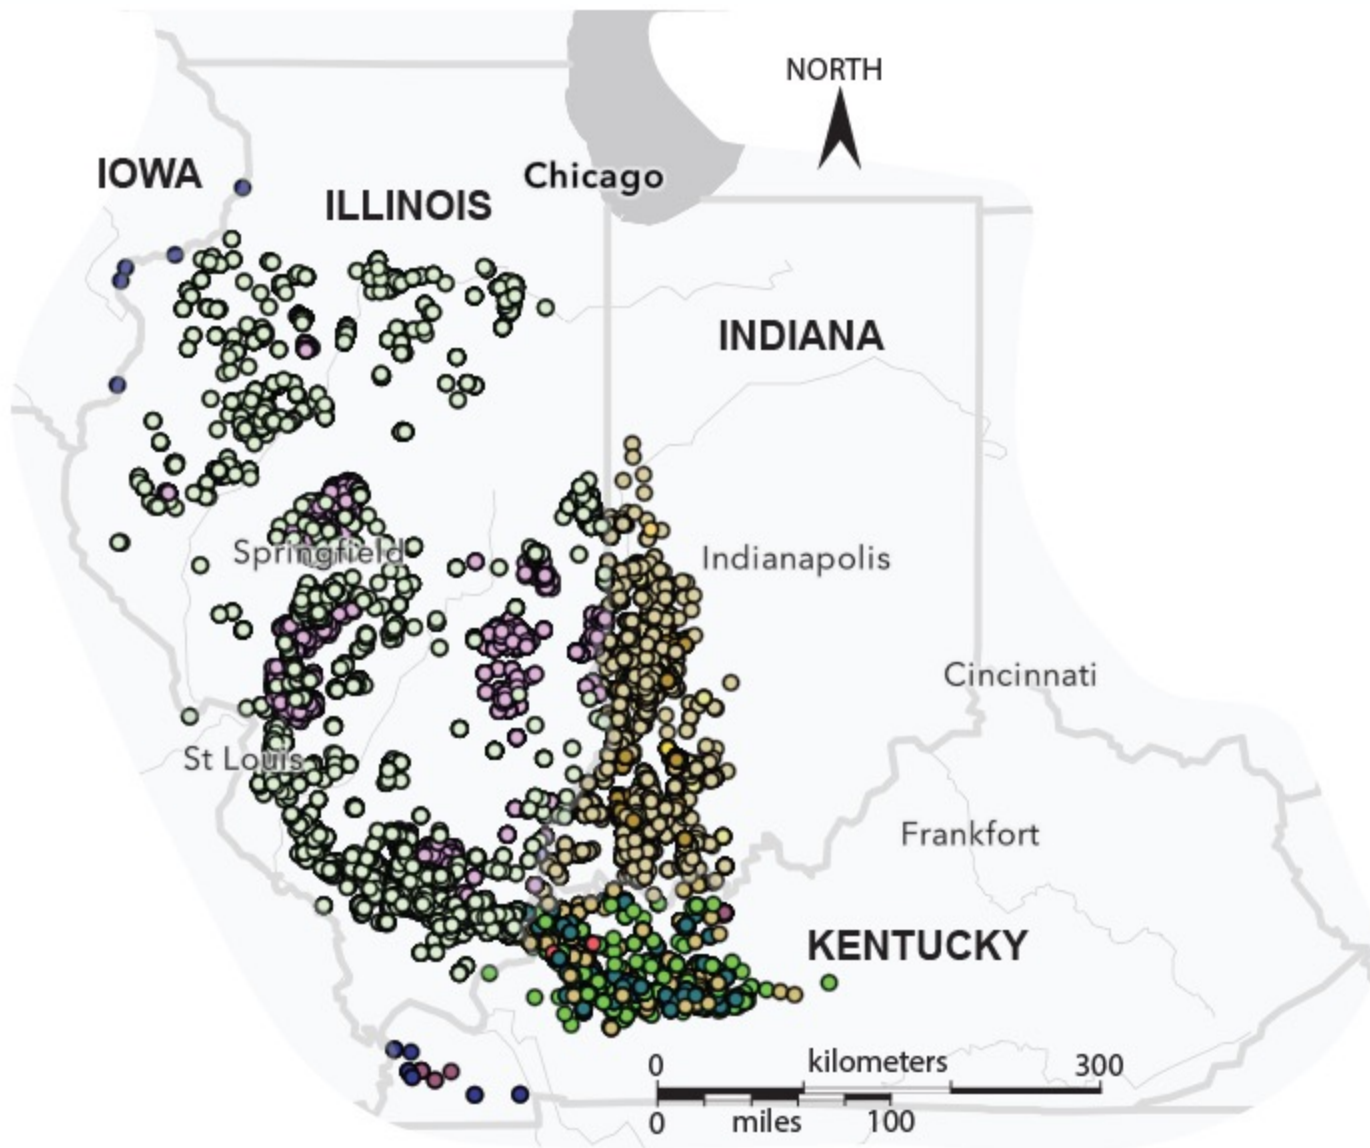 NORTH
IOWA
Chicago
ILLINOIS
INDIANA
Springfield
Indianapolis
Cincinnati
St Louis
Frankfort
KENTUCKY
0 kilometers 300
0 miles 100